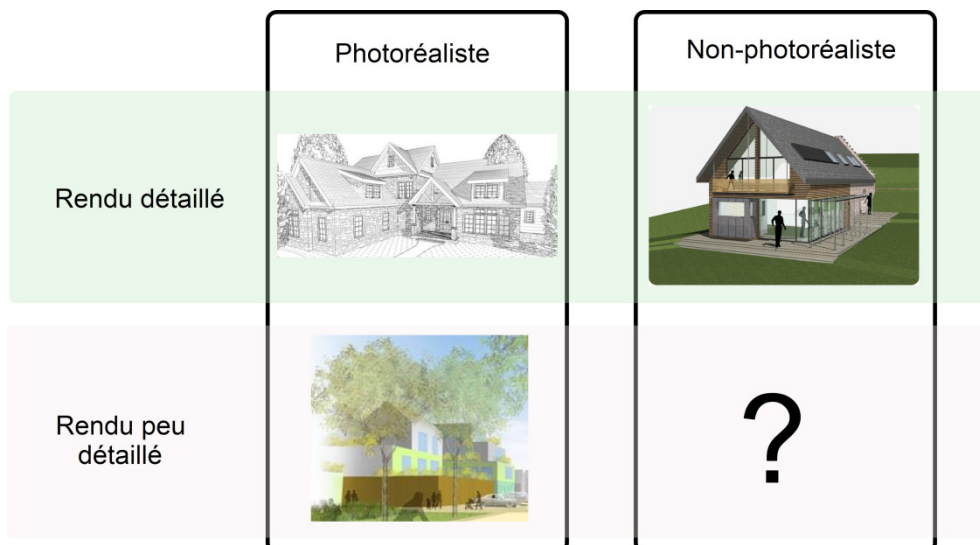 Photoréaliste
Non-photoréaliste
Rendu détaillé
Rendu peu
détaillé
?